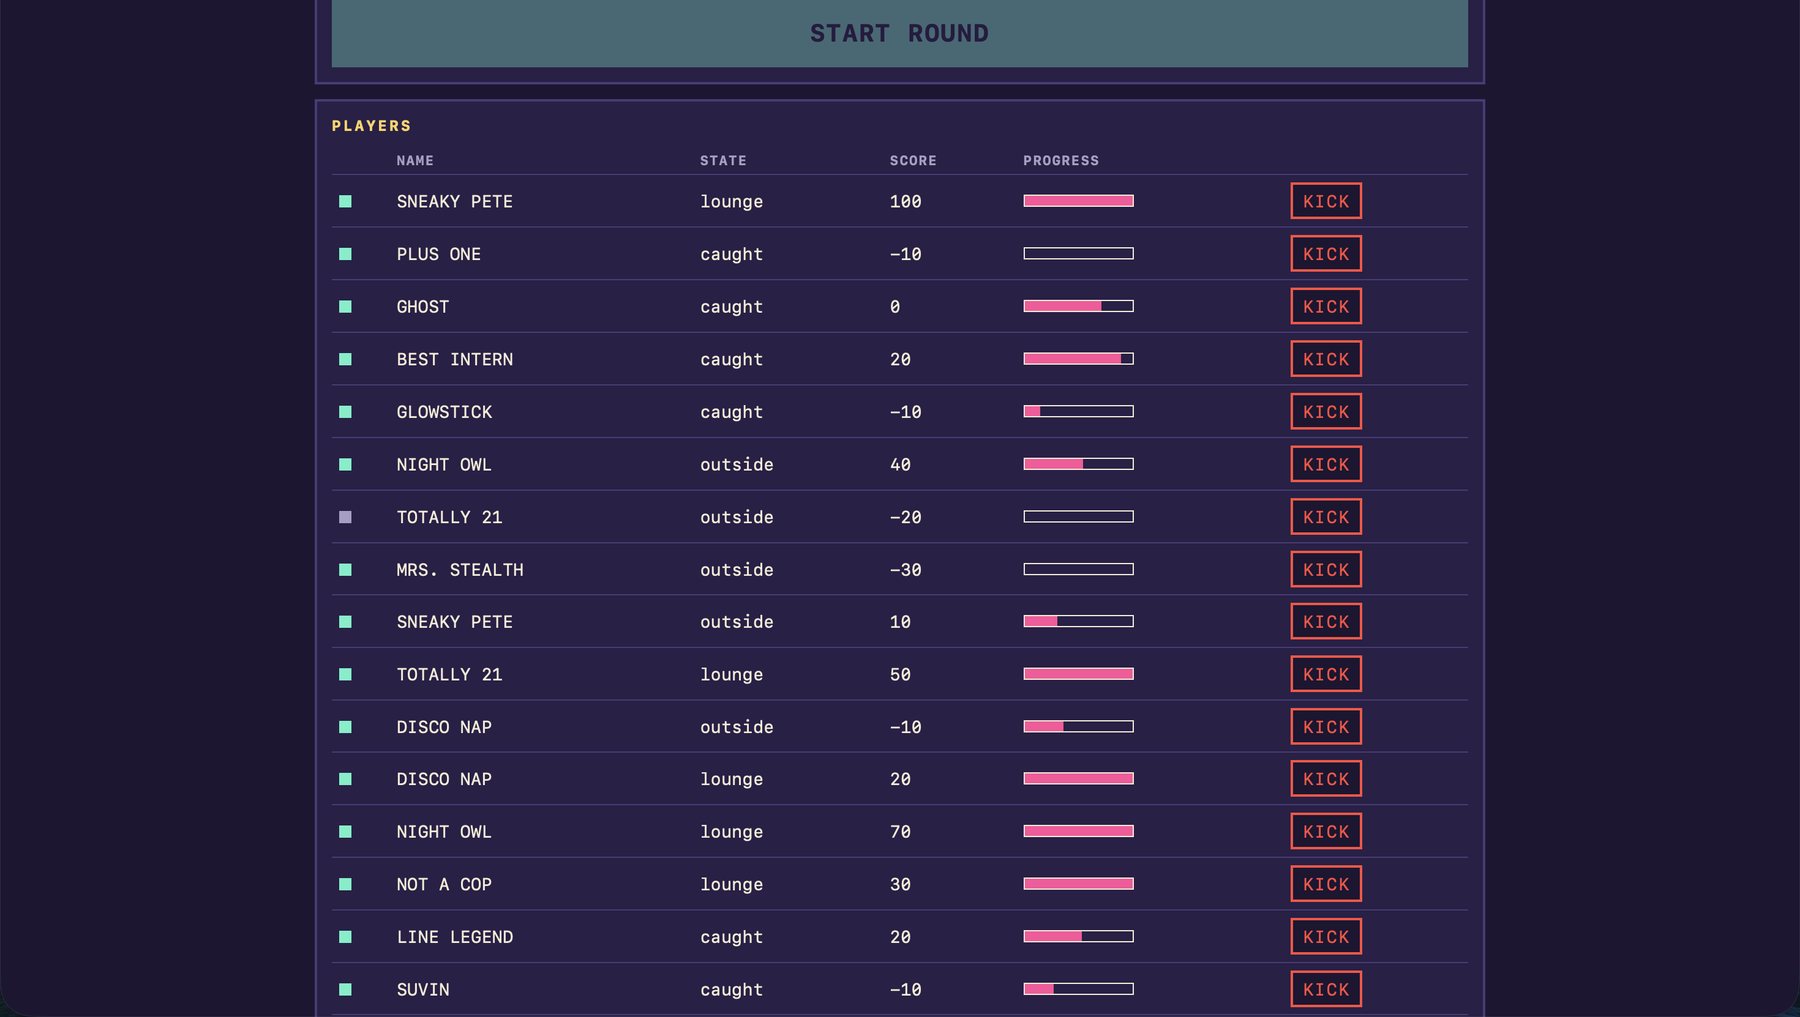 START ROUND
PLAYERS
NAME STATE SCORE PROGRESS
SNEAKY PETE lounge 100 KICK
PLUS ONE caught −10 KICK
GHOST caught 0 KICK
BEST INTERN caught 20 KICK
GLOWSTICK caught −10 KICK
NIGHT OWL outside 40 KICK
TOTALLY 21 outside −20 KICK
MRS. STEALTH outside −30 KICK
SNEAKY PETE outside 10 KICK
TOTALLY 21 lounge 50 KICK
DISCO NAP outside −10 KICK
DISCO NAP lounge 20 KICK
NIGHT OWL lounge 70 KICK
NOT A COP lounge 30 KICK
LINE LEGEND caught 20 KICK
SUVIN caught −10 KICK